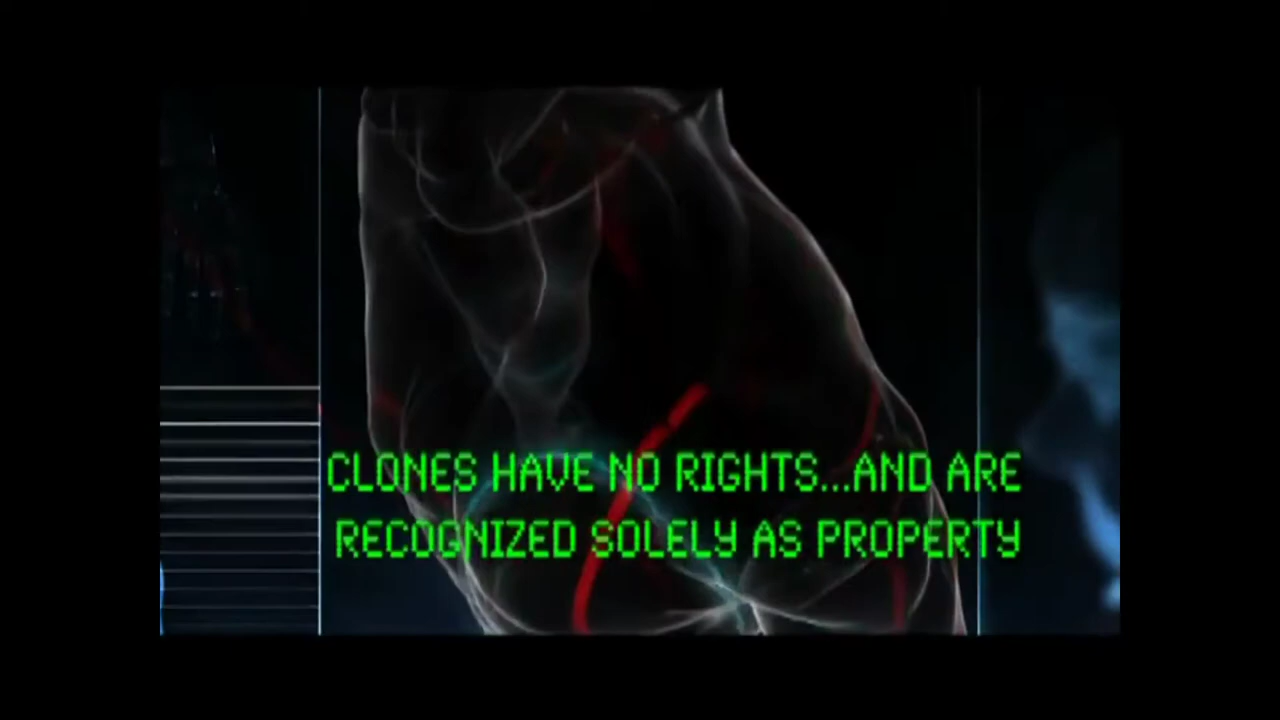 CLONES HAVE NO RIGHTS...AND ARE
RECOGNIZED SOLELY AS PROPERTY